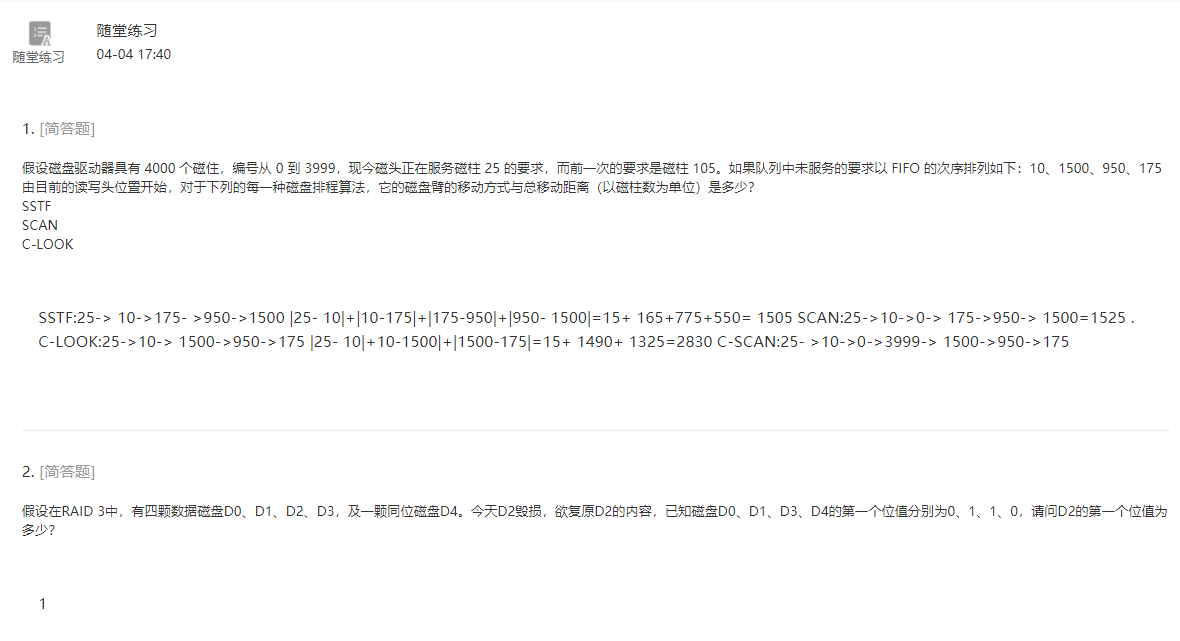 随堂练习
随堂练习
04-04 17:40
1. [简答题]
假设磁盘驱动器具有 4000 个磁住，编号从 0 到 3999，现今磁头正在服务磁柱 25 的要求，而前一次的要求是磁柱 105。如果队列中未服务的要求以 FIFO 的次序排列如下：10、1500、950、175
由目前的读写头位置开始，对于下列的每一种磁盘排程算法，它的磁盘臂的移动方式与总移动距离（以磁柱数为单位）是多少？
SSTF
SCAN
C-LOOK
SSTF:25-> 10->175- >950->1500 |25- 10|+|10-175|+|175-950|+|950- 1500|=15+ 165+775+550= 1505 SCAN:25->10->0-> 175->950-> 1500=1525 .
C-LOOK:25->10-> 1500->950->175 |25- 10|+10-1500|+|1500-175|=15+ 1490+ 1325=2830 C-SCAN:25- >10->0->3999-> 1500->950->175
2. [简答题]
假设在RAID 3中，有四颗数据磁盘D0、D1、D2、D3，及一颗同位磁盘D4。今天D2毁损，欲复原D2的内容，已知磁盘D0、D1、D3、D4的第一个位值分别为0、1、1、0，请问D2的第一个位值为
多少？
1